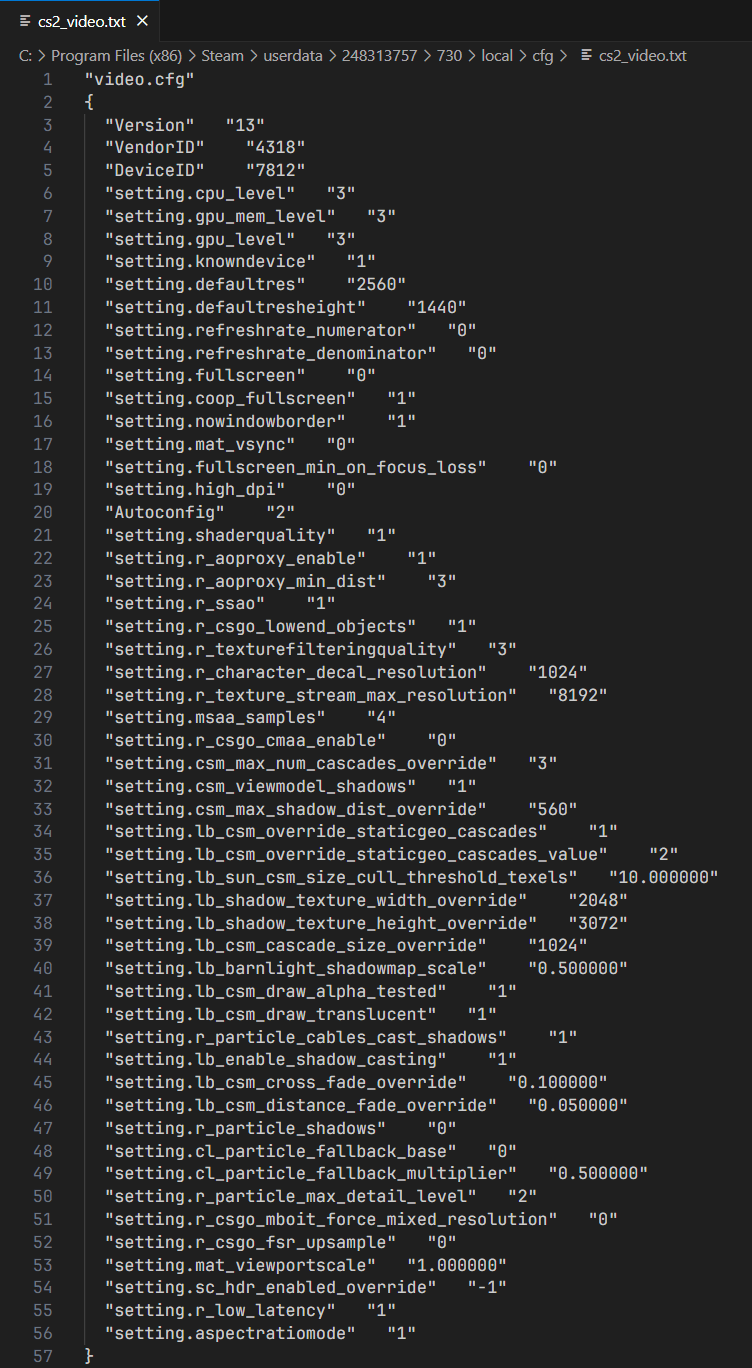 cs2_video.txt
C: > Program Files (x86) > Steam > userdata > 248313757 > 730 > local > cfg > cs2_video.txt
1 "video.cfg"
2 {
3 "Version" "13"
4 "VendorID" "4318"
5 "DeviceID" "7812"
6 "setting.cpu_level" "3"
7 "setting.gpu_mem_level" "3"
8 "setting.gpu_level" "3"
9 "setting.knowndevice" "1"
10 "setting.defaultres" "2560"
11 "setting.defaultresheight" "1440"
12 "setting.refreshrate_numerator" "0"
13 "setting.refreshrate_denominator" "0"
14 "setting.fullscreen" "0"
15 "setting.coop_fullscreen" "1"
16 "setting.nowindowborder" "1"
17 "setting.mat_vsync" "0"
18 "setting.fullscreen_min_on_focus_loss" "0"
19 "setting.high_dpi" "0"
20 "Autoconfig" "2"
21 "setting.shaderquality" "1"
22 "setting.r_aoproxy_enable" "1"
23 "setting.r_aoproxy_min_dist" "3"
24 "setting.r_ssao" "1"
25 "setting.r_csgo_lowend_objects" "1"
26 "setting.r_texturefilteringquality" "3"
27 "setting.r_character_decal_resolution" "1024"
28 "setting.r_texture_stream_max_resolution" "8192"
29 "setting.msaa_samples" "4"
30 "setting.r_csgo_cmaa_enable" "0"
31 "setting.csm_max_num_cascades_override" "3"
32 "setting.csm_viewmodel_shadows" "1"
33 "setting.csm_max_shadow_dist_override" "560"
34 "setting.lb_csm_override_staticgeo_cascades" "1"
35 "setting.lb_csm_override_staticgeo_cascades_value" "2"
36 "setting.lb_sun_csm_size_cull_threshold_texels" "10.000000"
37 "setting.lb_shadow_texture_width_override" "2048"
38 "setting.lb_shadow_texture_height_override" "3072"
39 "setting.lb_csm_cascade_size_override" "1024"
40 "setting.lb_barnlight_shadowmap_scale" "0.500000"
41 "setting.lb_csm_draw_alpha_tested" "1"
42 "setting.lb_csm_draw_translucent" "1"
43 "setting.r_particle_cables_cast_shadows" "1"
44 "setting.lb_enable_shadow_casting" "1"
45 "setting.lb_csm_cross_fade_override" "0.100000"
46 "setting.lb_csm_distance_fade_override" "0.050000"
47 "setting.r_particle_shadows" "0"
48 "setting.cl_particle_fallback_base" "0"
49 "setting.cl_particle_fallback_multiplier" "0.500000"
50 "setting.r_particle_max_detail_level" "2"
51 "setting.r_csgo_mboit_force_mixed_resolution" "0"
52 "setting.r_csgo_fsr_upsample" "0"
53 "setting.mat_viewportscale" "1.000000"
54 "setting.sc_hdr_enabled_override" "-1"
55 "setting.r_low_latency" "1"
56 "setting.aspectratiomode" "1"
57 }